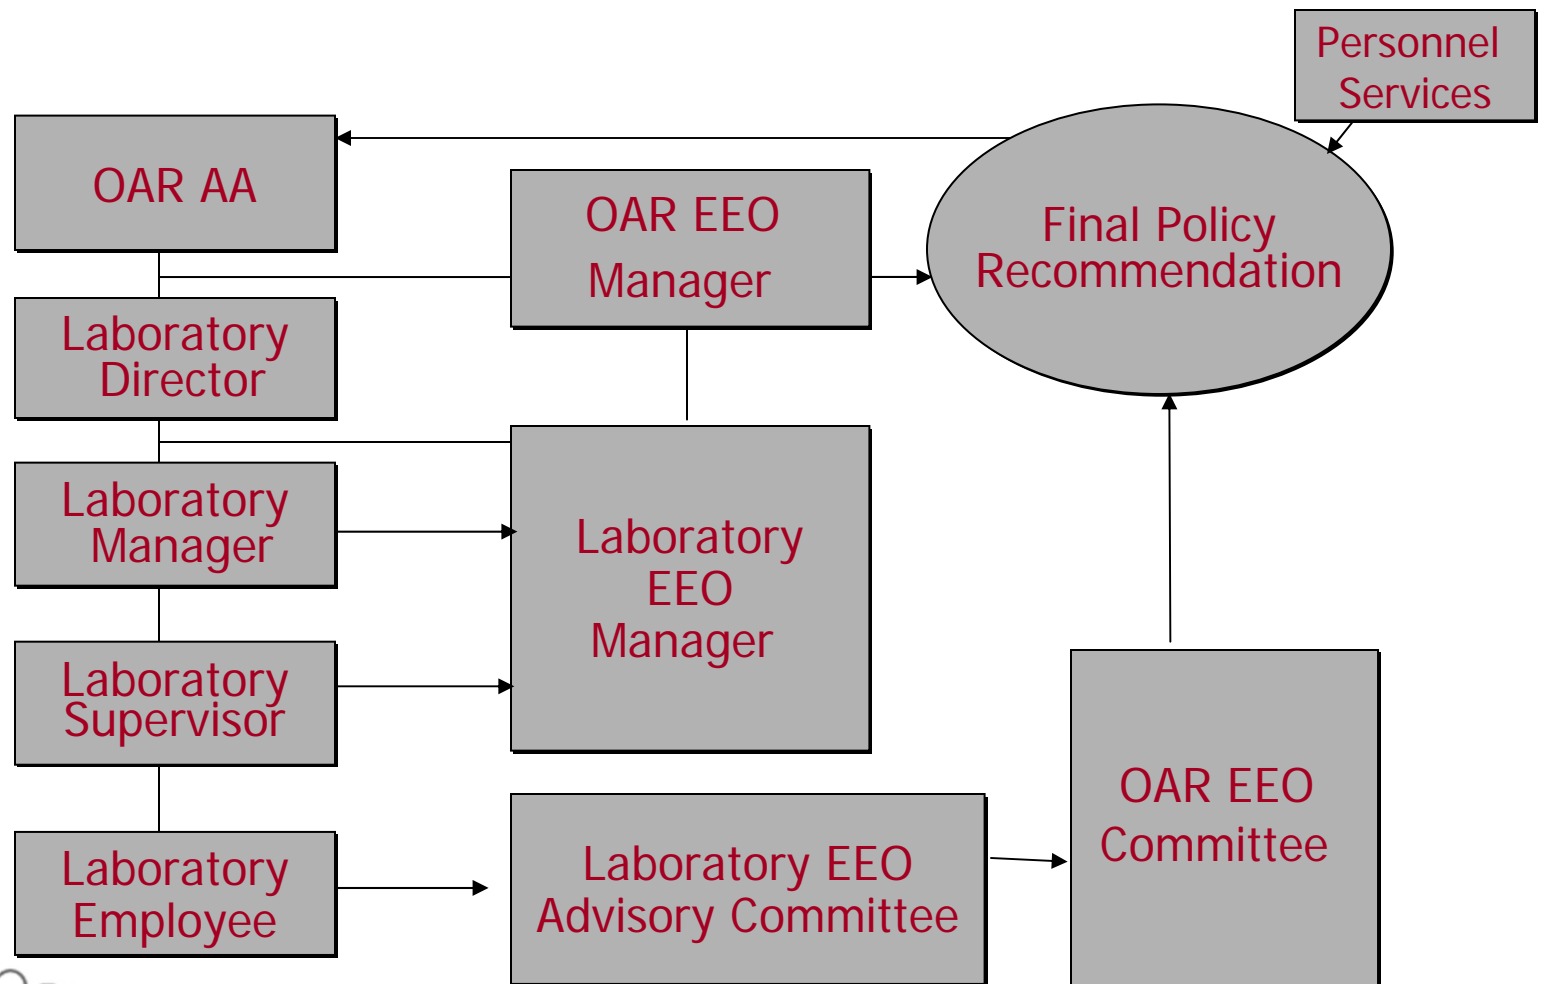 Personnel
Services
OAR AA
OAR EEO
Manager
Final Policy
Recommendation
Laboratory
Director
Laboratory
Manager
Laboratory
EEO
Manager
Laboratory
Supervisor
OAR EEO
Committee
Laboratory
Employee
Laboratory EEO
Advisory Committee